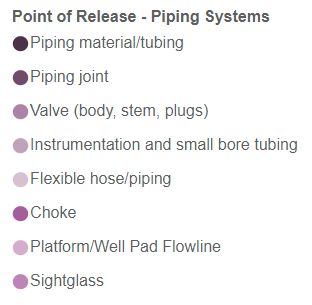 Point of Release - Piping Systems
Piping material/tubing
Piping joint
Valve (body, stem, plugs)
Instrumentation and small bore tubing
Flexible hose/piping
Choke
Platform/Well Pad Flowline
Sightglass